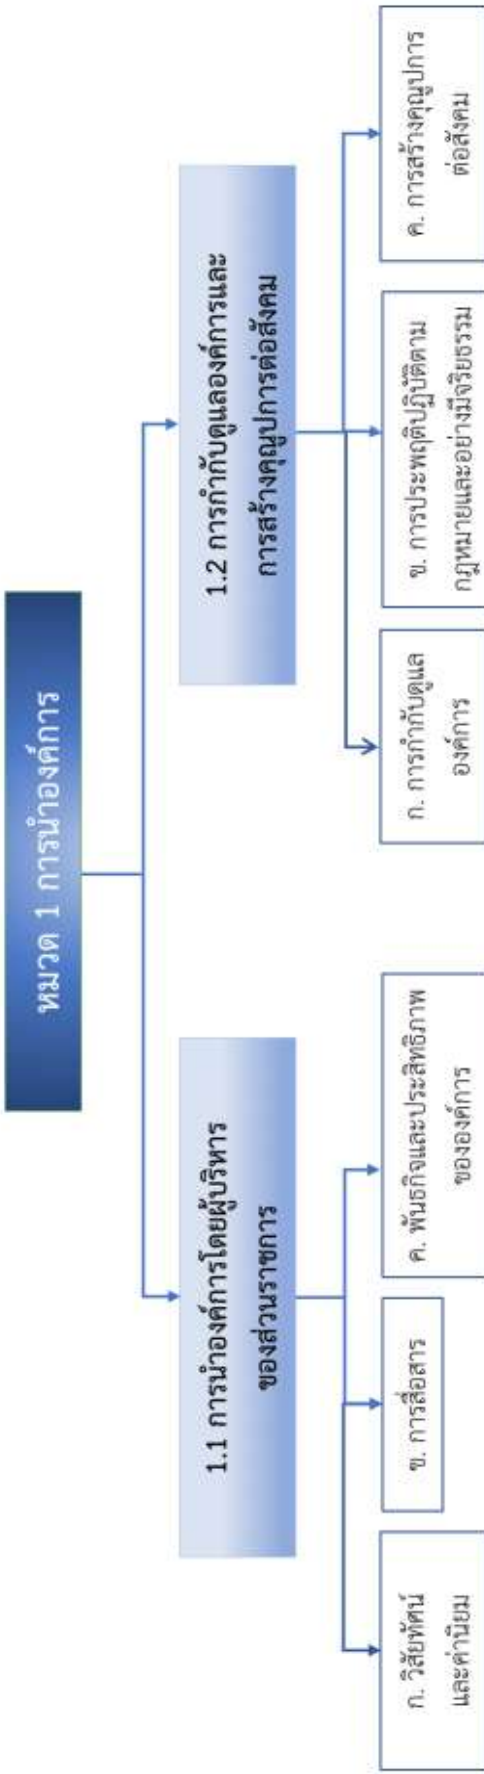 หมวด 1 การนำองค์การ
1.1 การนำองค์การโดยผู้บริหาร
ของส่วนราชการ
1.2 การกำกับดูแลองค์การและ
การสร้างคุณูปการต่อสังคม
ก. วิสัยทัศน์
และค่านิยม
ข. การสื่อสาร
ค. พันธกิจและประสิทธิภาพ
ขององค์การ
ก. การกำกับดูแล
องค์การ
ข. การประพฤติปฏิบัติตาม
กฎหมายและอย่างมีจริยธรรม
ค. การสร้างคุณูปการ
ต่อสังคม